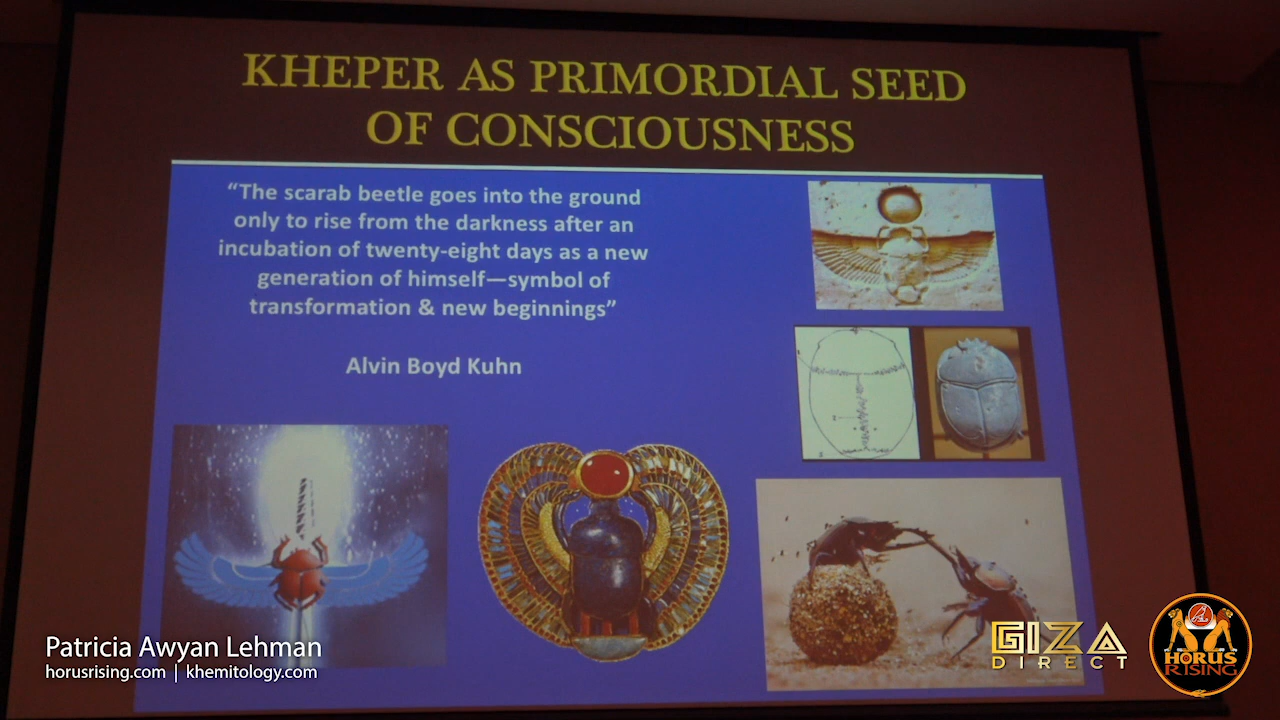 KHEPER AS PRIMORDIAL SEED
OF CONSCIOUSNESS
“The scarab beetle goes into the ground
only to rise from the darkness after an
incubation of twenty-eight days as a new
generation of himself—symbol of
transformation & new beginnings”
Alvin Boyd Kuhn
Patricia Awyan Lehman
horusrising.com | khemitology.com
GIZA
DIRECT
HORUS
RISING